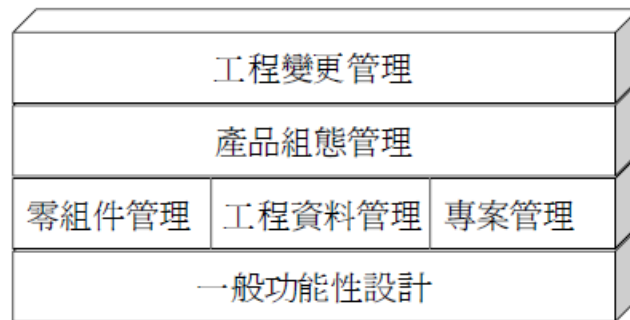 工程變更管理
產品組態管理
零組件管理 工程資料管理 專案管理
一般功能性設計